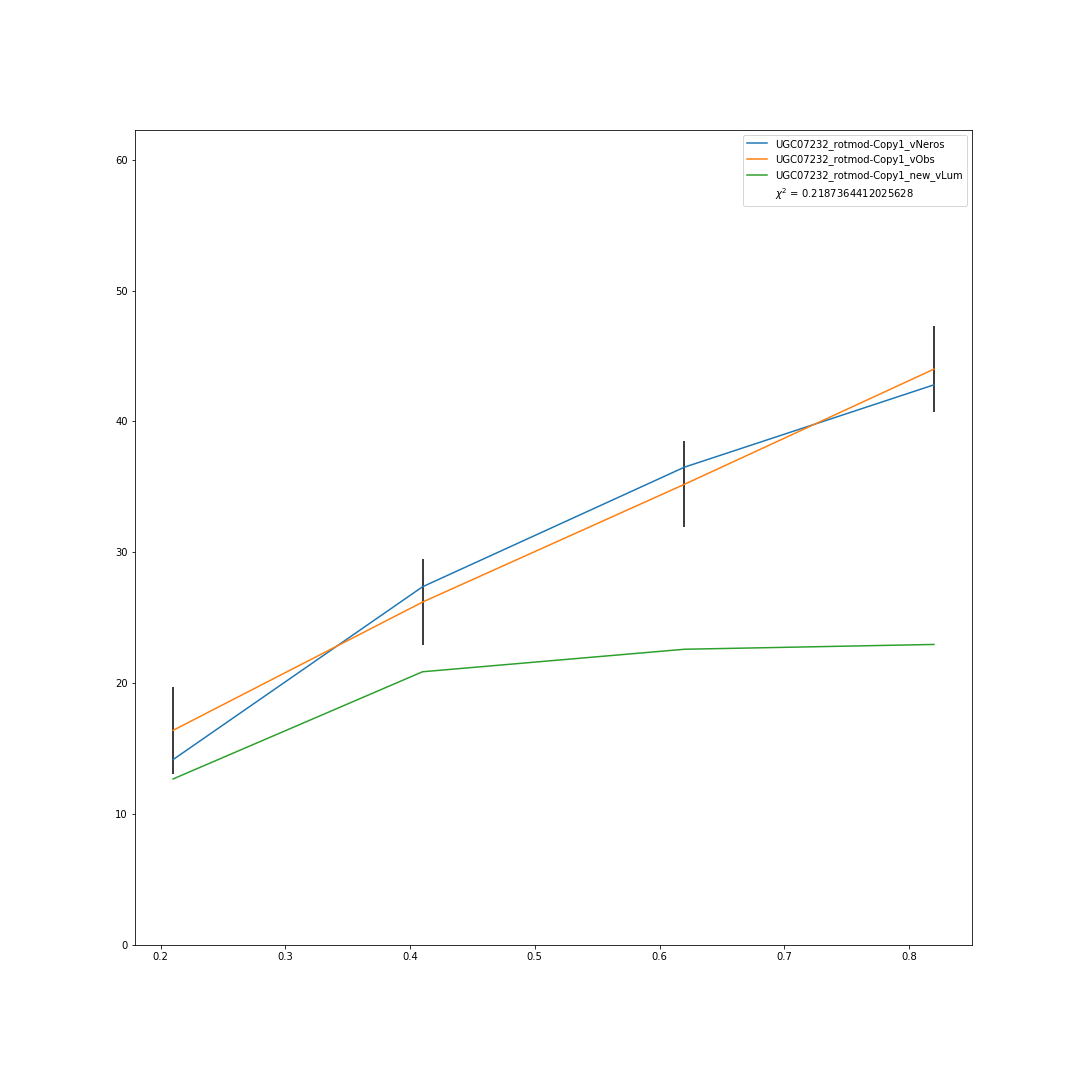 UGC07232_rotmod-Copy1_vNeros
UGC07232_rotmod-Copy1_vObs
UGC07232_rotmod-Copy1_new_vLum
χ² = 0.2187364412025628
60
50
40
30
20
10
0
0.2 0.3 0.4 0.5 0.6 0.7 0.8